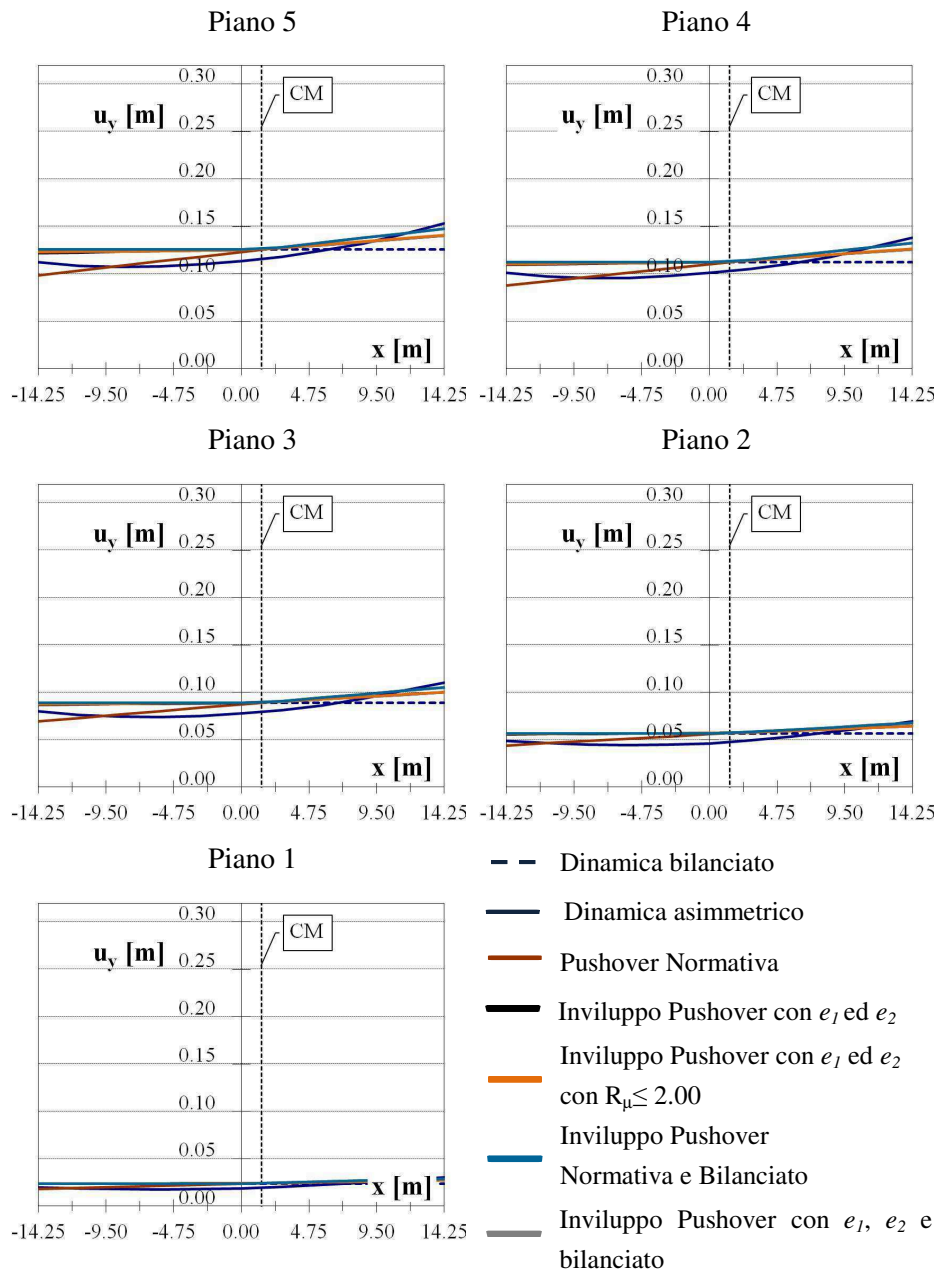 Piano 5
0.30
CM
u_y [m]
0.25
0.20
0.15
0.10
0.05
x [m]
0.00
-14.25 -9.50 -4.75 0.00 4.75 9.50 14.25
Piano 4
0.30
CM
u_y [m]
0.25
0.20
0.15
0.10
0.05
x [m]
0.00
-14.25 -9.50 -4.75 0.00 4.75 9.50 14.25
Piano 3
0.30
CM
u_y [m]
0.25
0.20
0.15
0.10
0.05
x [m]
0.00
-14.25 -9.50 -4.75 0.00 4.75 9.50 14.25
Piano 2
0.30
CM
u_y [m]
0.25
0.20
0.15
0.10
0.05
x [m]
0.00
-14.25 -9.50 -4.75 0.00 4.75 9.50 14.25
Piano 1
0.30
CM
u_y [m]
0.25
0.20
0.15
0.10
0.05
x [m]
0.00
-14.25 -9.50 -4.75 0.00 4.75 9.50 14.25
Dinamica bilanciato
Dinamica asimmetrico
Pushover Normativa
Inviluppo Pushover con e1 ed e2
Inviluppo Pushover con e1 ed e2
con Rμ≤ 2.00
Inviluppo Pushover
Normativa e Bilanciato
Inviluppo Pushover con e1, e2 e
bilanciato